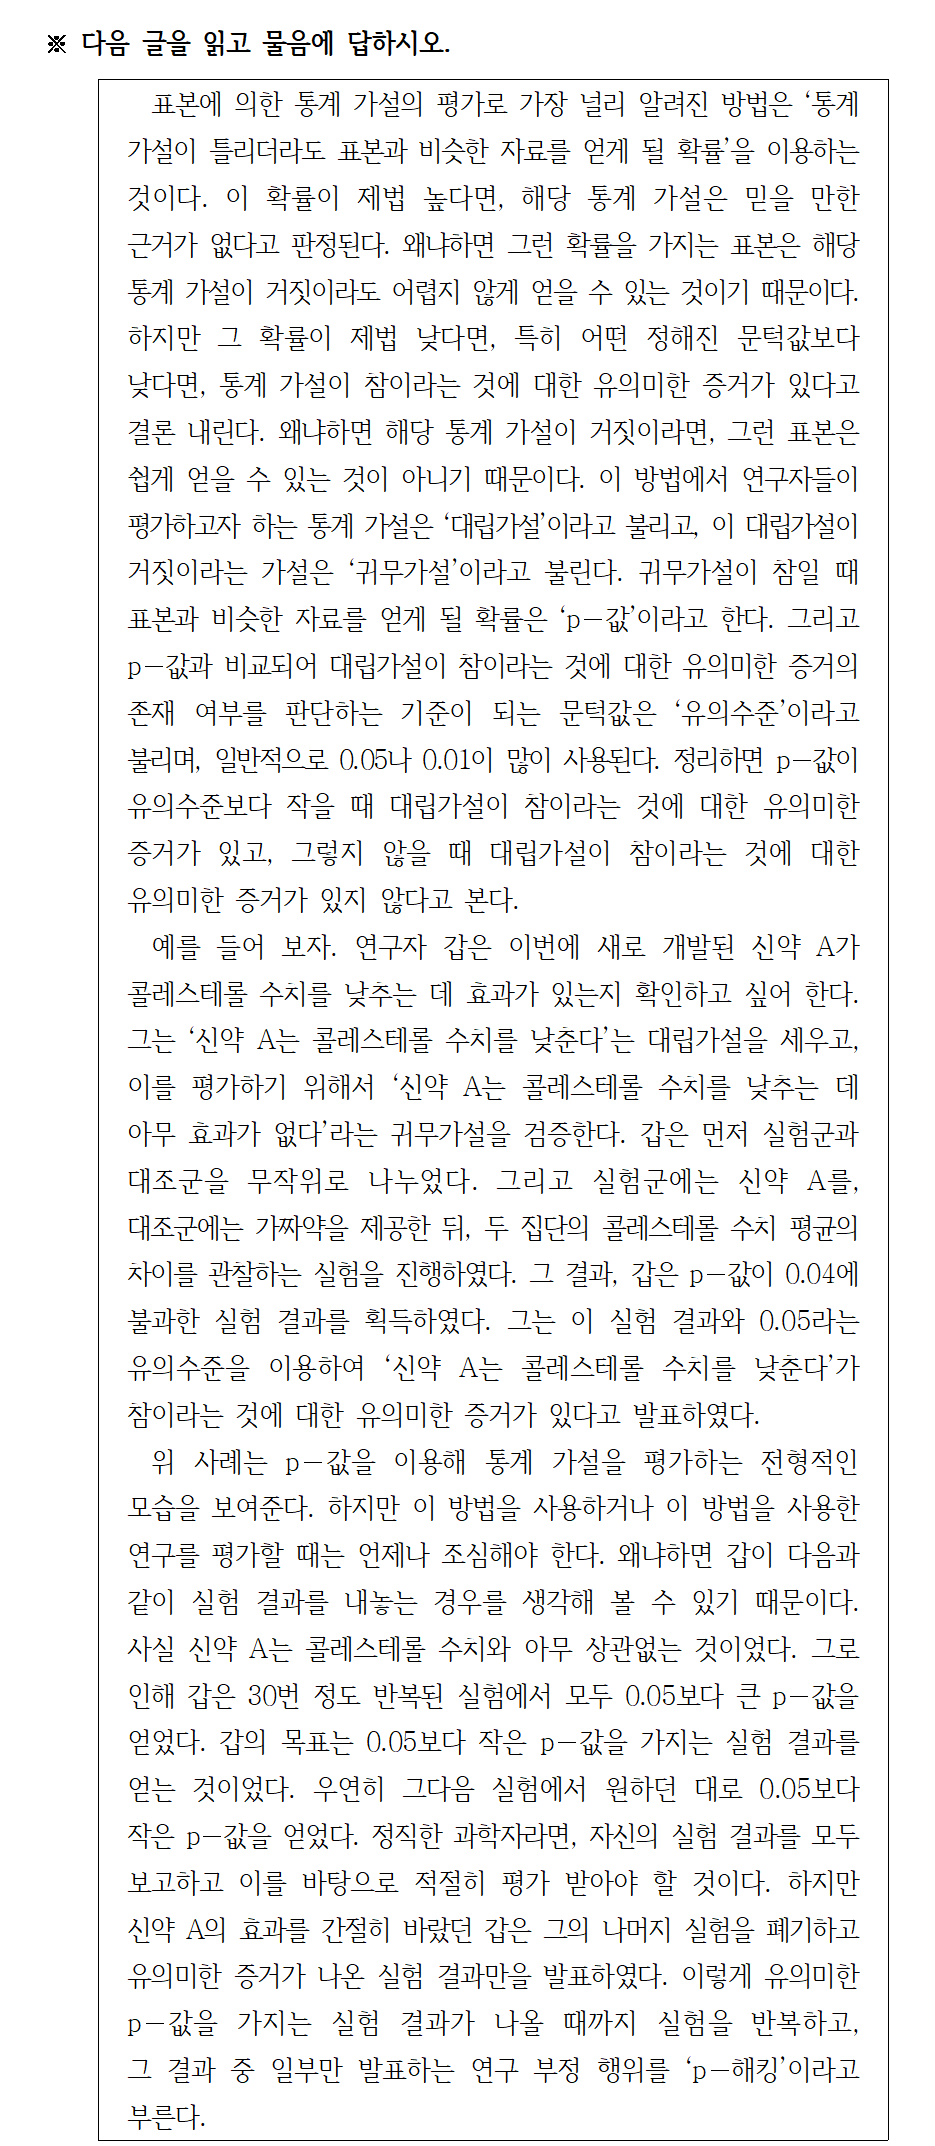 ※ 다음 글을 읽고 물음에 답하시오.
표본에 의한 통계 가설의 평가로 가장 널리 알려진 방법은 ‘통계
가설이 틀리더라도 표본과 비슷한 자료를 얻게 될 확률’을 이용하는
것이다. 이 확률이 제법 높다면, 해당 통계 가설은 믿을 만한
근거가 없다고 판정된다. 왜냐하면 그런 확률을 가지는 표본은 해당
통계 가설이 거짓이라도 어렵지 않게 얻을 수 있는 것이기 때문이다.
하지만 그 확률이 제법 낮다면, 특히 어떤 정해진 문턱값보다
낮다면, 통계 가설이 참이라는 것에 대한 유의미한 증거가 있다고
결론 내린다. 왜냐하면 해당 통계 가설이 거짓이라면, 그런 표본은
쉽게 얻을 수 있는 것이 아니기 때문이다. 이 방법에서 연구자들이
평가하고자 하는 통계 가설은 ‘대립가설’이라고 불리고, 이 대립가설이
거짓이라는 가설은 ‘귀무가설’이라고 불린다. 귀무가설이 참일 때
표본과 비슷한 자료를 얻게 될 확률은 ‘p-값’이라고 한다. 그리고
p-값과 비교되어 대립가설이 참이라는 것에 대한 유의미한 증거의
존재 여부를 판단하는 기준이 되는 문턱값은 ‘유의수준’이라고
불리며, 일반적으로 0.05나 0.01이 많이 사용된다. 정리하면 p-값이
유의수준보다 작을 때 대립가설이 참이라는 것에 대한 유의미한
증거가 있고, 그렇지 않을 때 대립가설이 참이라는 것에 대한
유의미한 증거가 있지 않다고 본다.
예를 들어 보자. 연구자 갑은 이번에 새로 개발된 신약 A가
콜레스테롤 수치를 낮추는 데 효과가 있는지 확인하고 싶어 한다.
그는 ‘신약 A는 콜레스테롤 수치를 낮춘다’는 대립가설을 세우고,
이를 평가하기 위해서 ‘신약 A는 콜레스테롤 수치를 낮추는 데
아무 효과가 없다’라는 귀무가설을 검증한다. 갑은 먼저 실험군과
대조군을 무작위로 나누었다. 그리고 실험군에는 신약 A를,
대조군에는 가짜약을 제공한 뒤, 두 집단의 콜레스테롤 수치 평균의
차이를 관찰하는 실험을 진행하였다. 그 결과, 갑은 p-값이 0.04에
불과한 실험 결과를 획득하였다. 그는 이 실험 결과와 0.05라는
유의수준을 이용하여 ‘신약 A는 콜레스테롤 수치를 낮춘다’가
참이라는 것에 대한 유의미한 증거가 있다고 발표하였다.
위 사례는 p-값을 이용해 통계 가설을 평가하는 전형적인
모습을 보여준다. 하지만 이 방법을 사용하거나 이 방법을 사용한
연구를 평가할 때는 언제나 조심해야 한다. 왜냐하면 갑이 다음과
같이 실험 결과를 내놓는 경우를 생각해 볼 수 있기 때문이다.
사실 신약 A는 콜레스테롤 수치와 아무 상관없는 것이었다. 그로
인해 갑은 30번 정도 반복된 실험에서 모두 0.05보다 큰 p-값을
얻었다. 갑의 목표는 0.05보다 작은 p-값을 가지는 실험 결과를
얻는 것이었다. 우연히 그다음 실험에서 원하던 대로 0.05보다
작은 p-값을 얻었다. 정직한 과학자라면, 자신의 실험 결과를 모두
보고하고 이를 바탕으로 적절히 평가 받아야 할 것이다. 하지만
신약 A의 효과를 간절히 바랐던 갑은 그의 나머지 실험을 폐기하고
유의미한 증거가 나온 실험 결과만을 발표하였다. 이렇게 유의미한
p-값을 가지는 실험 결과가 나올 때까지 실험을 반복하고,
그 결과 중 일부만 발표하는 연구 부정 행위를 ‘p-해킹’이라고
부른다.